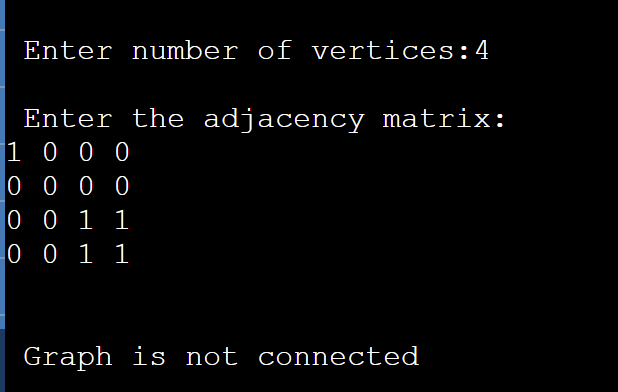 Enter number of vertices:4
Enter the adjacency matrix:
1 0 0 0
0 0 0 0
0 0 1 1
0 0 1 1
Graph is not connected